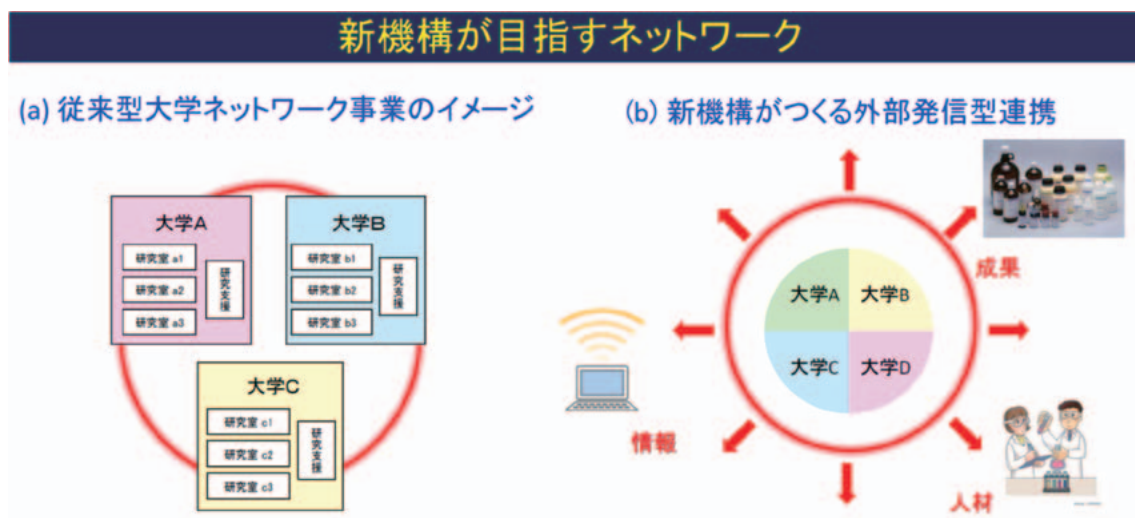 新機構が目指すネットワーク
(a) 従来型大学ネットワーク事業のイメージ
大学A
研究室 a1
研究室 a2
研究室 a3
研究支援
大学B
研究室 b1
研究室 b2
研究室 b3
研究支援
大学C
研究室 c1
研究室 c2
研究室 c3
研究支援
(b) 新機構がつくる外部発信型連携
成果
大学A
大学B
大学C
大学D
情報
人材